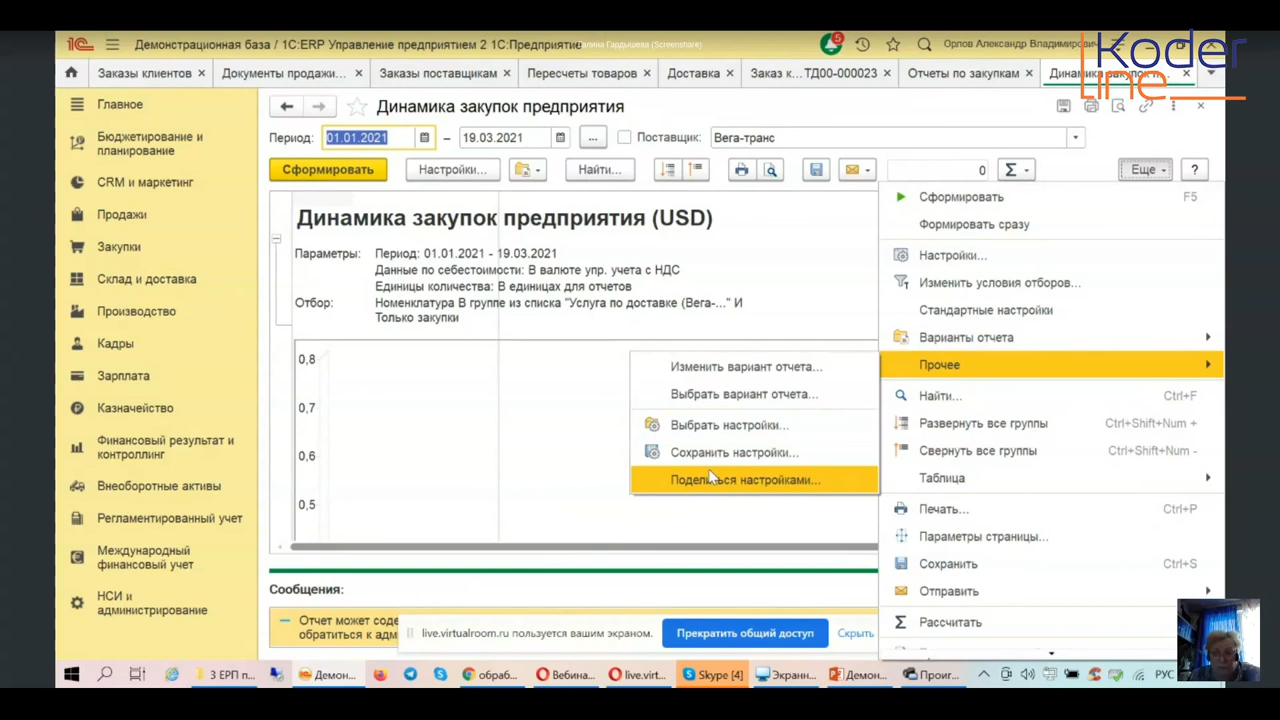 Демонстрационная база / 1С:ERP Управление предприятием 2 1С:Предприятие
Галина Гардышева (Screenshare)
5
Орлов Александр Владимирович
Koder
Line
Заказы клиентов
Документы продажи...
Заказы поставщикам
Пересчеты товаров
Доставка
Заказ к...ТД00-000023
Отчеты по закупкам
Динамика закупок п...
Главное
Бюджетирование и
планирование
CRM и маркетинг
Продажи
Закупки
Склад и доставка
Производство
Кадры
Зарплата
Казначейство
Финансовый результат и
контроллинг
Внеоборотные активы
Регламентированный учет
Международный
финансовый учет
НСИ и
администрирование
Динамика закупок предприятия
Период: 01.01.2021 – 19.03.2021 ... Поставщик: Вега-транс
Сформировать Настройки... Найти... 0 Σ Еще ?
Динамика закупок предприятия (USD)
Параметры: Период: 01.01.2021 - 19.03.2021
Данные по себестоимости: В валюте упр. учета с НДС
Единицы количества: В единицах для отчетов
Отбор: Номенклатура В группе из списка "Услуга по доставке (Вега-..." И
Только закупки
0,8
0,7
0,6
0,5
Изменить вариант отчета...
Выбрать вариант отчета...
Выбрать настройки...
Сохранить настройки...
Поделиться настройками...
Сформировать F5
Формировать сразу
Настройки...
Изменить условия отборов...
Стандартные настройки
Варианты отчета
Прочее
Найти... Ctrl+F
Развернуть все группы Ctrl+Shift+Num +
Свернуть все группы Ctrl+Shift+Num -
Таблица
Печать... Ctrl+P
Параметры страницы...
Сохранить Ctrl+S
Отправить
Σ Рассчитать
Сообщения:
Отчет может соде
обратиться к адм
live.virtualroom.ru пользуется вашим экраном.
Прекратить общий доступ
Скрыть
3 ЕРП п...
Демон...
обраб...
Вебина...
live.virt...
Skype [4]
Экранн...
Демон...
Проиг...
РУС